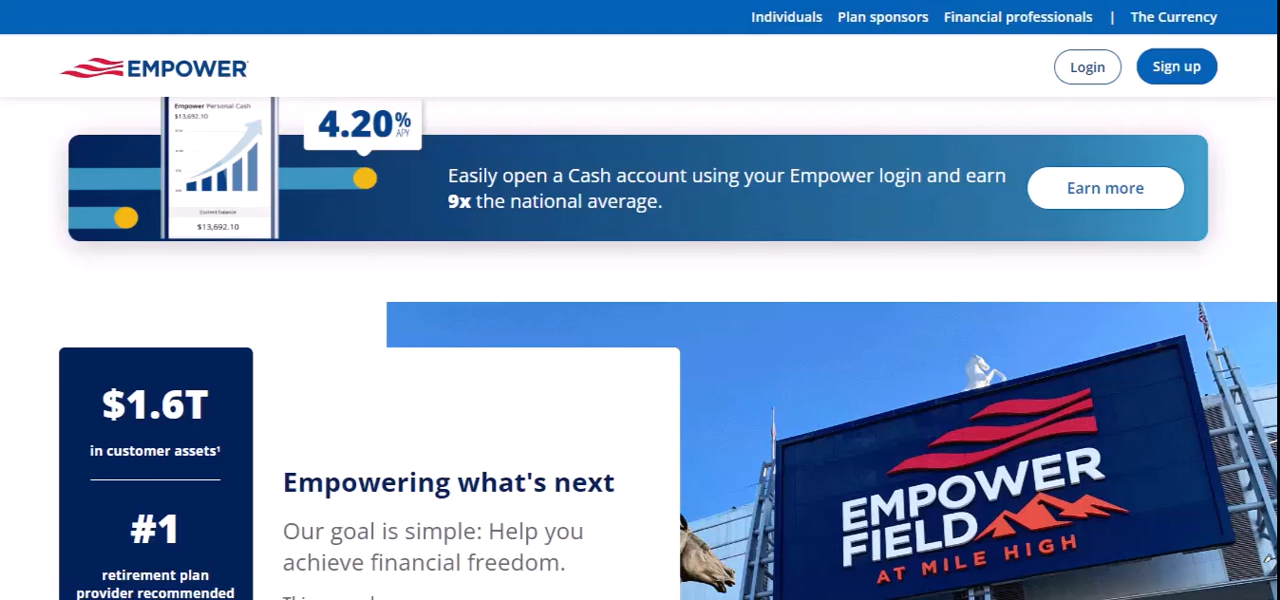 Individuals Plan sponsors Financial professionals | The Currency
EMPOWER
Login
Sign up
Empower Personal Cash
$13,692.10
Current balance
$13,692.10
4.20%
APY
Easily open a Cash account using your Empower login and earn
9x the national average.
Earn more
$1.6T
in customer assets¹
#1
retirement plan
provider recommended
Empowering what's next
Our goal is simple: Help you
achieve financial freedom.
EMPOWER
FIELD
AT MILE HIGH